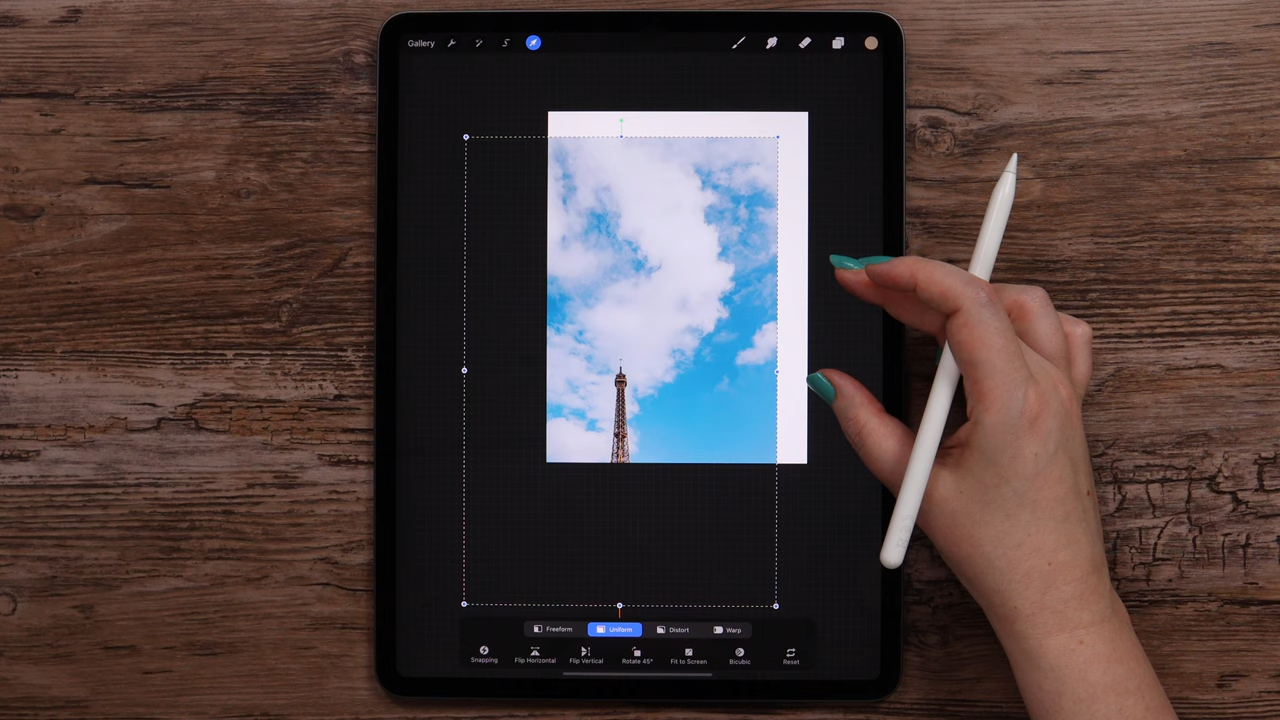 Gallery
Freeform
Uniform
Distort
Warp
Snapping
Flip Horizontal
Flip Vertical
Rotate 45°
Fit to Screen
Bicubic
Reset